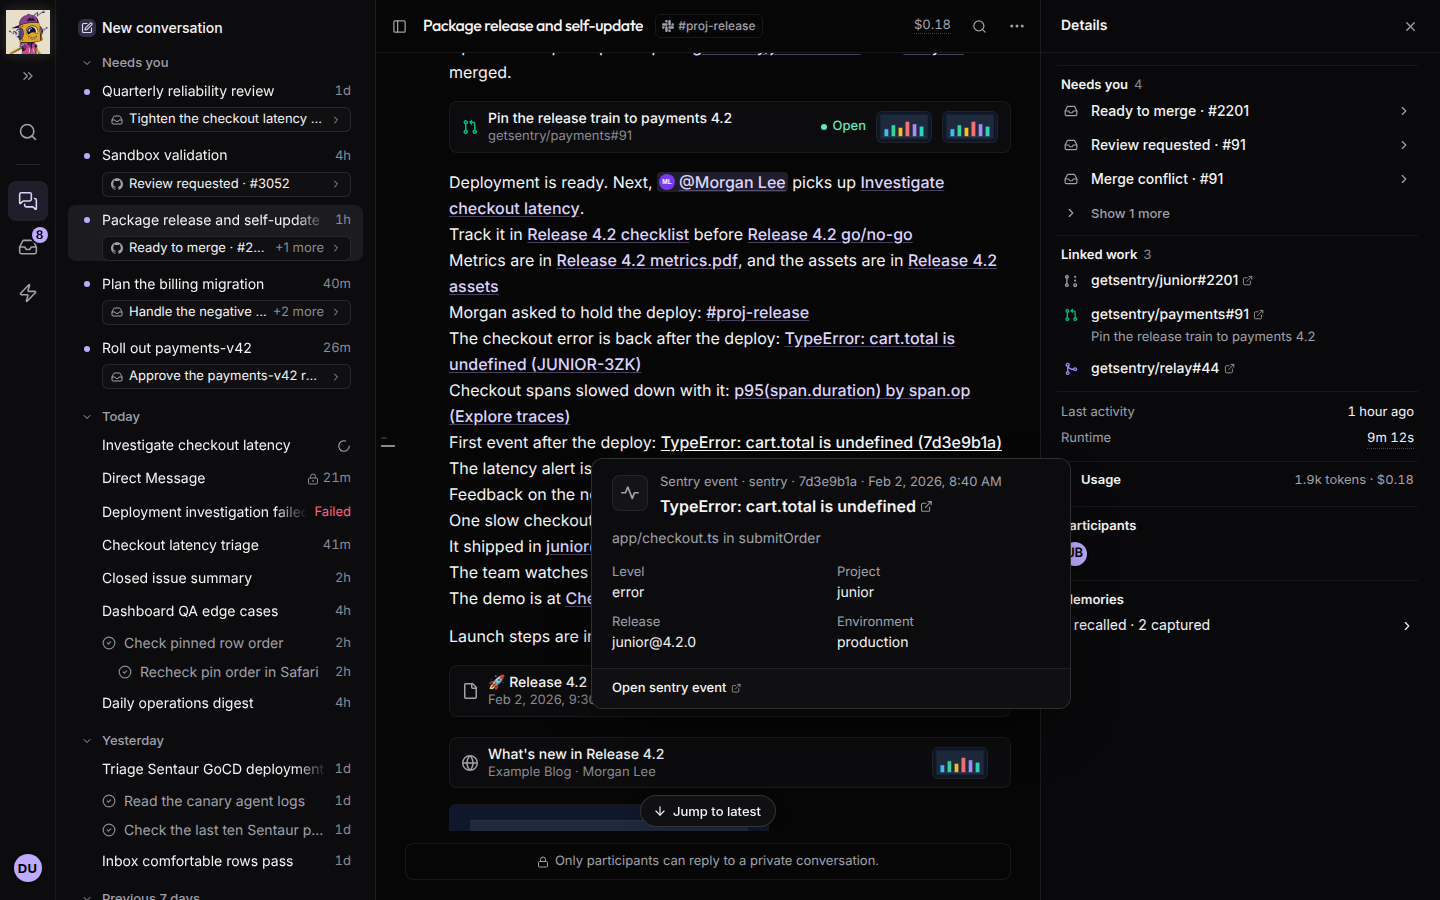 New conversation
Needs you
Quarterly reliability review 1d
Tighten the checkout latency ...
Sandbox validation 4h
Review requested · #3052
Package release and self-update 1h
Ready to merge · #2... +1 more
Plan the billing migration 40m
Handle the negative ... +2 more
Roll out payments-v42 26m
Approve the payments-v42 r...
Today
Investigate checkout latency
Direct Message 21m
Deployment investigation failed Failed
Checkout latency triage 41m
Closed issue summary 2h
Dashboard QA edge cases 4h
Check pinned row order 2h
Recheck pin order in Safari 2h
Daily operations digest 4h
Yesterday
Triage Sentaur GoCD deployment 1d
Read the canary agent logs 1d
Check the last ten Sentaur p... 1d
Inbox comfortable rows pass 1d
Previous 7 days
8
DU
Package release and self-update #proj-release $0.18
merged.
Pin the release train to payments 4.2
getsentry/payments#91
Open
Deployment is ready. Next, ML @Morgan Lee picks up Investigate
checkout latency.
Track it in Release 4.2 checklist before Release 4.2 go/no-go
Metrics are in Release 4.2 metrics.pdf, and the assets are in Release 4.2
assets
Morgan asked to hold the deploy: #proj-release
The checkout error is back after the deploy: TypeError: cart.total is
undefined (JUNIOR-3ZK)
Checkout spans slowed down with it: p95(span.duration) by span.op
(Explore traces)
First event after the deploy: TypeError: cart.total is undefined (7d3e9b1a)
The latency alert is
Feedback on the
One slow checkout
It shipped in junior
The team watches
The demo is at
Launch steps are
🚀 Release 4.2
Feb 2, 2026,
What's new in Release 4.2
Example Blog · Morgan Lee
Jump to latest
Only participants can reply to a private conversation.
Sentry event · sentry · 7d3e9b1a · Feb 2, 2026, 8:40 AM
TypeError: cart.total is undefined
app/checkout.ts in submitOrder
Level Project
error junior
Release Environment
junior@4.2.0 production
Open sentry event
Details
Needs you 4
Ready to merge · #2201
Review requested · #91
Merge conflict · #91
Show 1 more
Linked work 3
getsentry/junior#2201
getsentry/payments#91
Pin the release train to payments 4.2
getsentry/relay#44
Last activity 1 hour ago
Runtime 9m 12s
Usage 1.9k tokens · $0.18
articipants
JB
emories
recalled · 2 captured